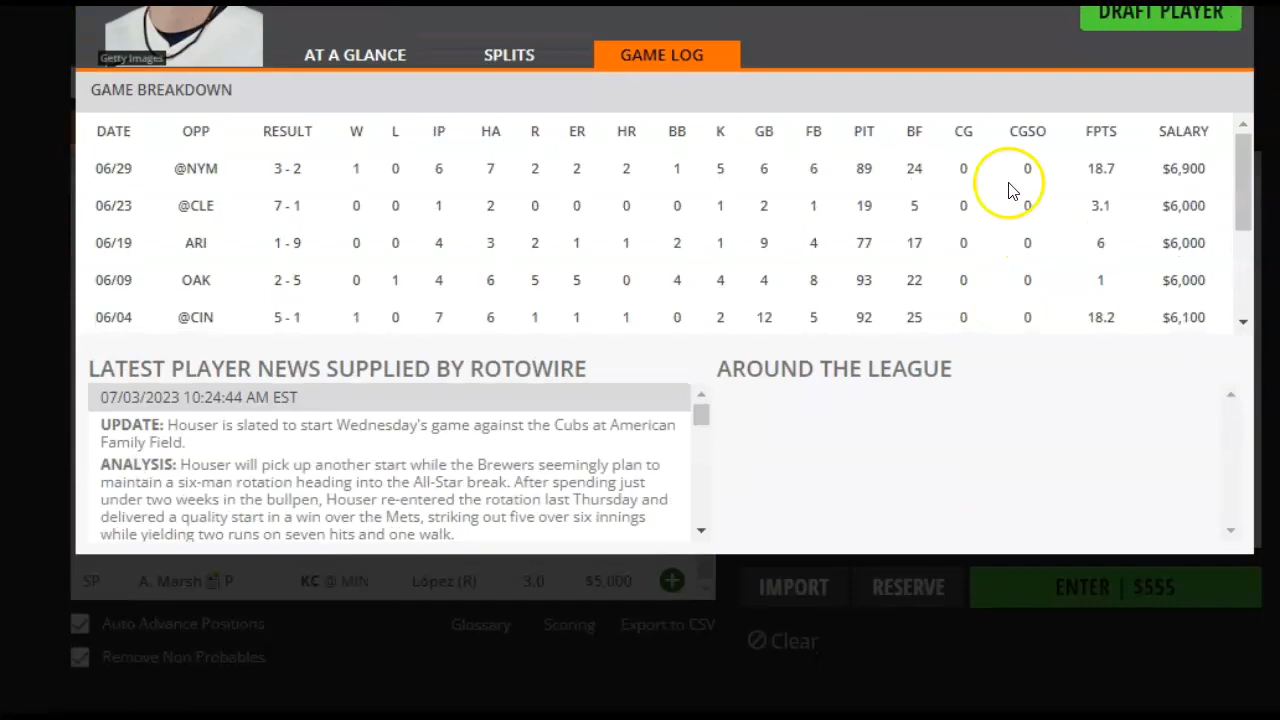 DRAFT PLAYER
Getty Images
AT A GLANCE SPLITS GAME LOG
GAME BREAKDOWN
DATE OPP RESULT W L IP HA R ER HR BB K GB FB PIT BF CG CGSO FPTS SALARY
06/29 @NYM 3 - 2 1 0 6 7 2 2 2 1 5 6 6 89 24 0 0 18.7 $6,900
06/23 @CLE 7 - 1 0 0 1 2 0 0 0 0 1 2 1 19 5 0 0 3.1 $6,000
06/19 ARI 1 - 9 0 0 4 3 2 1 1 2 1 9 4 77 17 0 0 6 $6,000
06/09 OAK 2 - 5 0 1 4 6 5 5 0 4 4 4 8 93 22 0 0 1 $6,000
06/04 @CIN 5 - 1 1 0 7 6 1 1 1 0 2 12 5 92 25 0 0 18.2 $6,100
LATEST PLAYER NEWS SUPPLIED BY ROTOWIRE AROUND THE LEAGUE
07/03/2023 10:24:44 AM EST
UPDATE: Houser is slated to start Wednesday's game against the Cubs at American
Family Field.
ANALYSIS: Houser will pick up another start while the Brewers seemingly plan to
maintain a six-man rotation heading into the All-Star break. After spending just
under two weeks in the bullpen, Houser re-entered the rotation last Thursday and
delivered a quality start in a win over the Mets, striking out five over six innings
while yielding two runs on seven hits and one walk.
SP A. Marsh P KC @ MIN López (R) 3.0 $5,000 IMPORT RESERVE ENTER | $555
Auto Advance Positions Glossary Scoring Export to CSV
Clear
Remove Non Probables